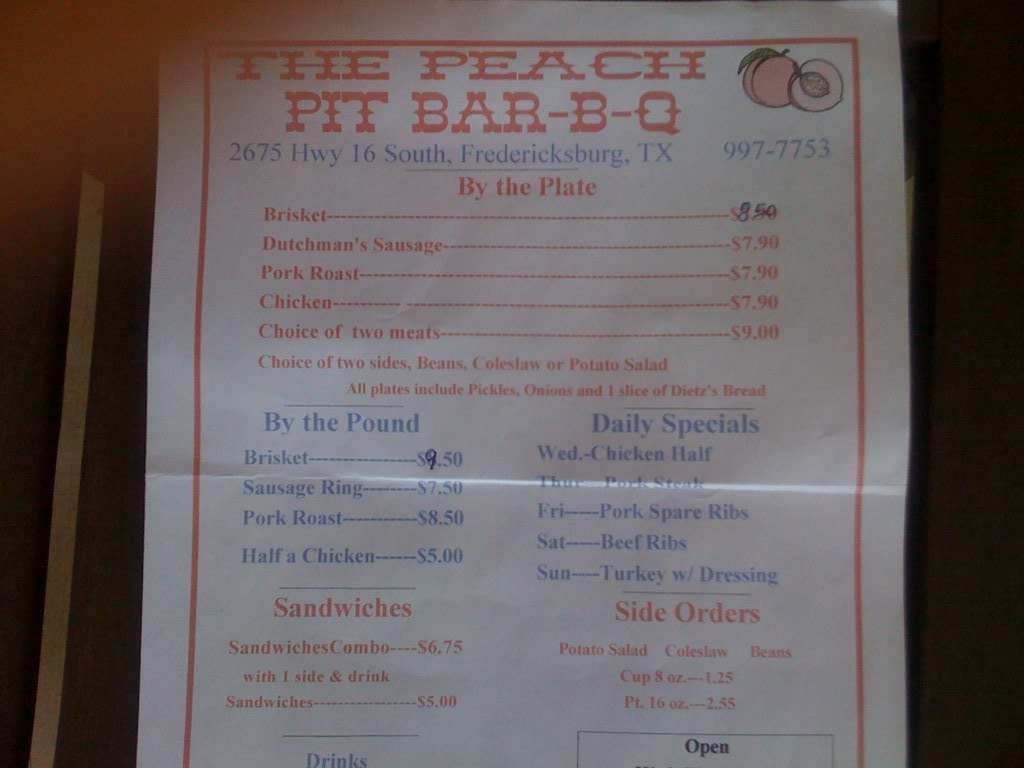 THE PEACH
PIT BAR-B-Q
2675 Hwy 16 South, Fredericksburg, TX 997-7753
By the Plate
Brisket--------------------$8.50
Dutchman's Sausage--------------------$7.90
Pork Roast--------------------$7.90
Chicken--------------------$7.90
Choice of two meats--------------------$9.00
Choice of two sides, Beans, Coleslaw or Potato Salad
All plates include Pickles, Onions and 1 slice of Dietz's Bread
By the Pound
Brisket---------------$9.50
Sausage Ring--------$7.50
Pork Roast-----------$8.50
Half a Chicken------$5.00
Daily Specials
Wed.-Chicken Half
Thur---Pork Steak
Fri-----Pork Spare Ribs
Sat-----Beef Ribs
Sun----Turkey w/ Dressing
Sandwiches
SandwichesCombo----$6.75
with 1 side & drink
Sandwiches-----------------$5.00
Side Orders
Potato Salad Coleslaw Beans
Cup 8 oz.---1.25
Pt. 16 oz.---2.55
Drinks
Open